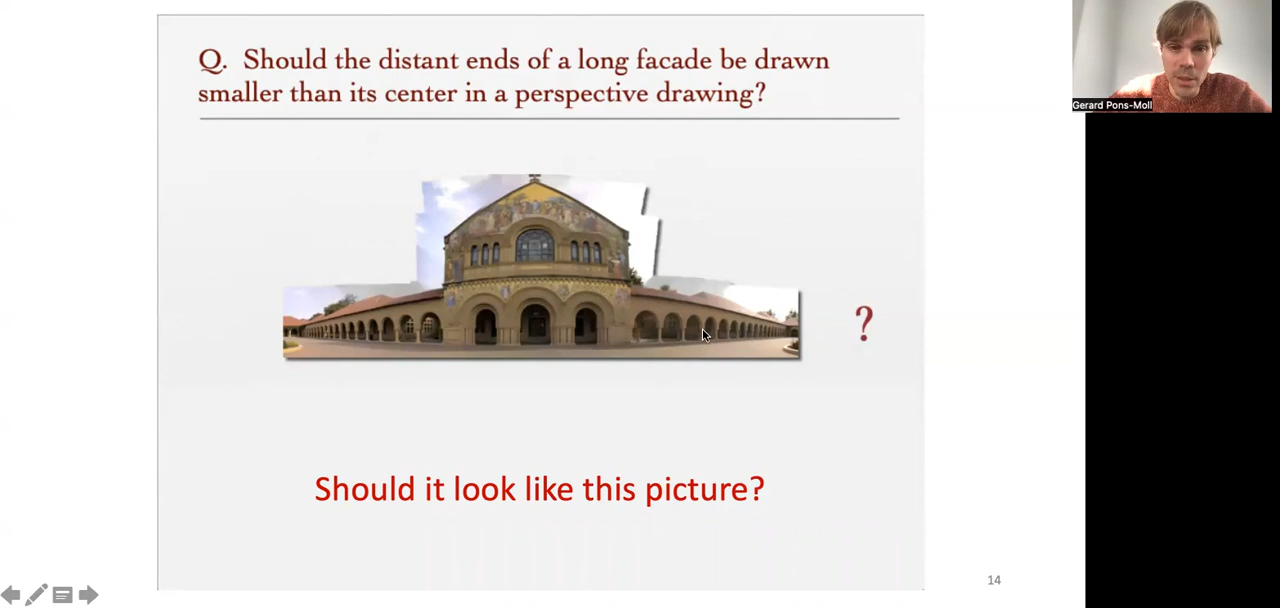 Q. Should the distant ends of a long facade be drawn
smaller than its center in a perspective drawing?
Gerard Pons-Moll
?
Should it look like this picture?
14